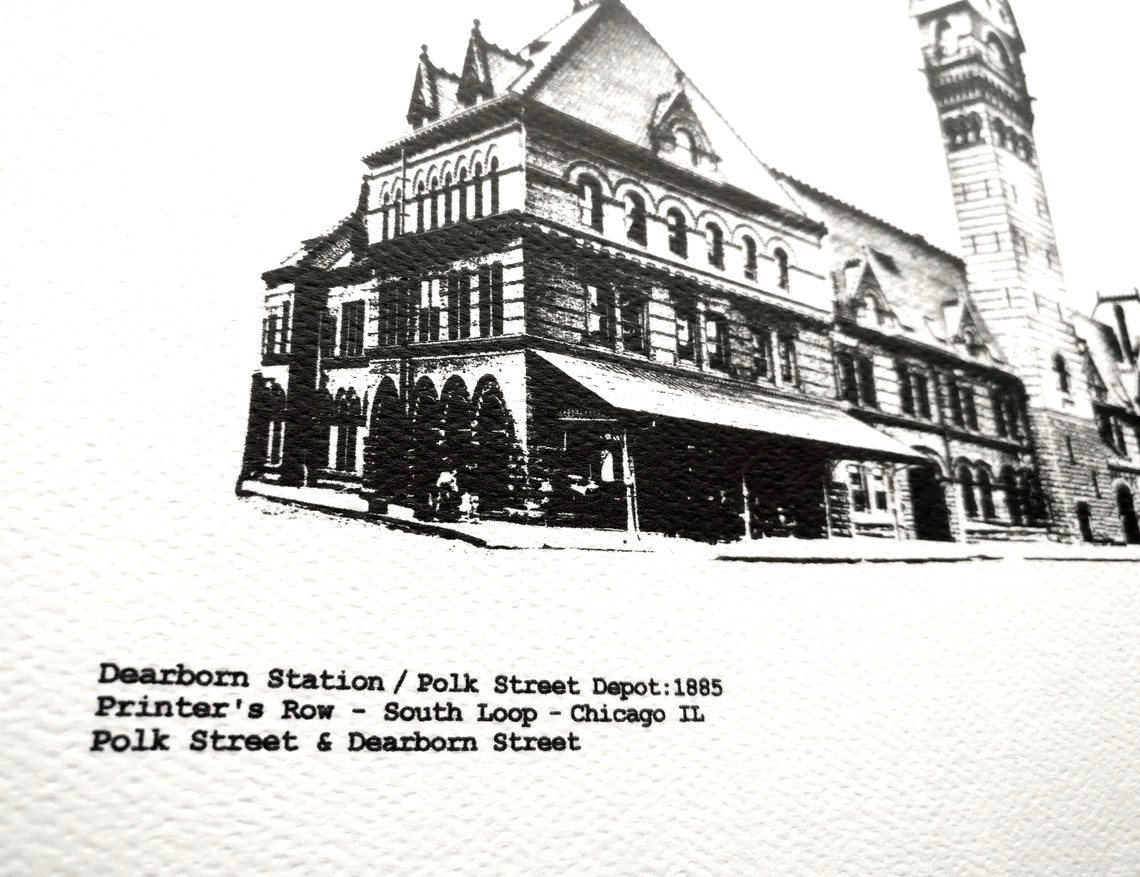 Dearborn Station / Polk Street Depot:1885
Printer's Row - South Loop - Chicago IL
Polk Street & Dearborn Street